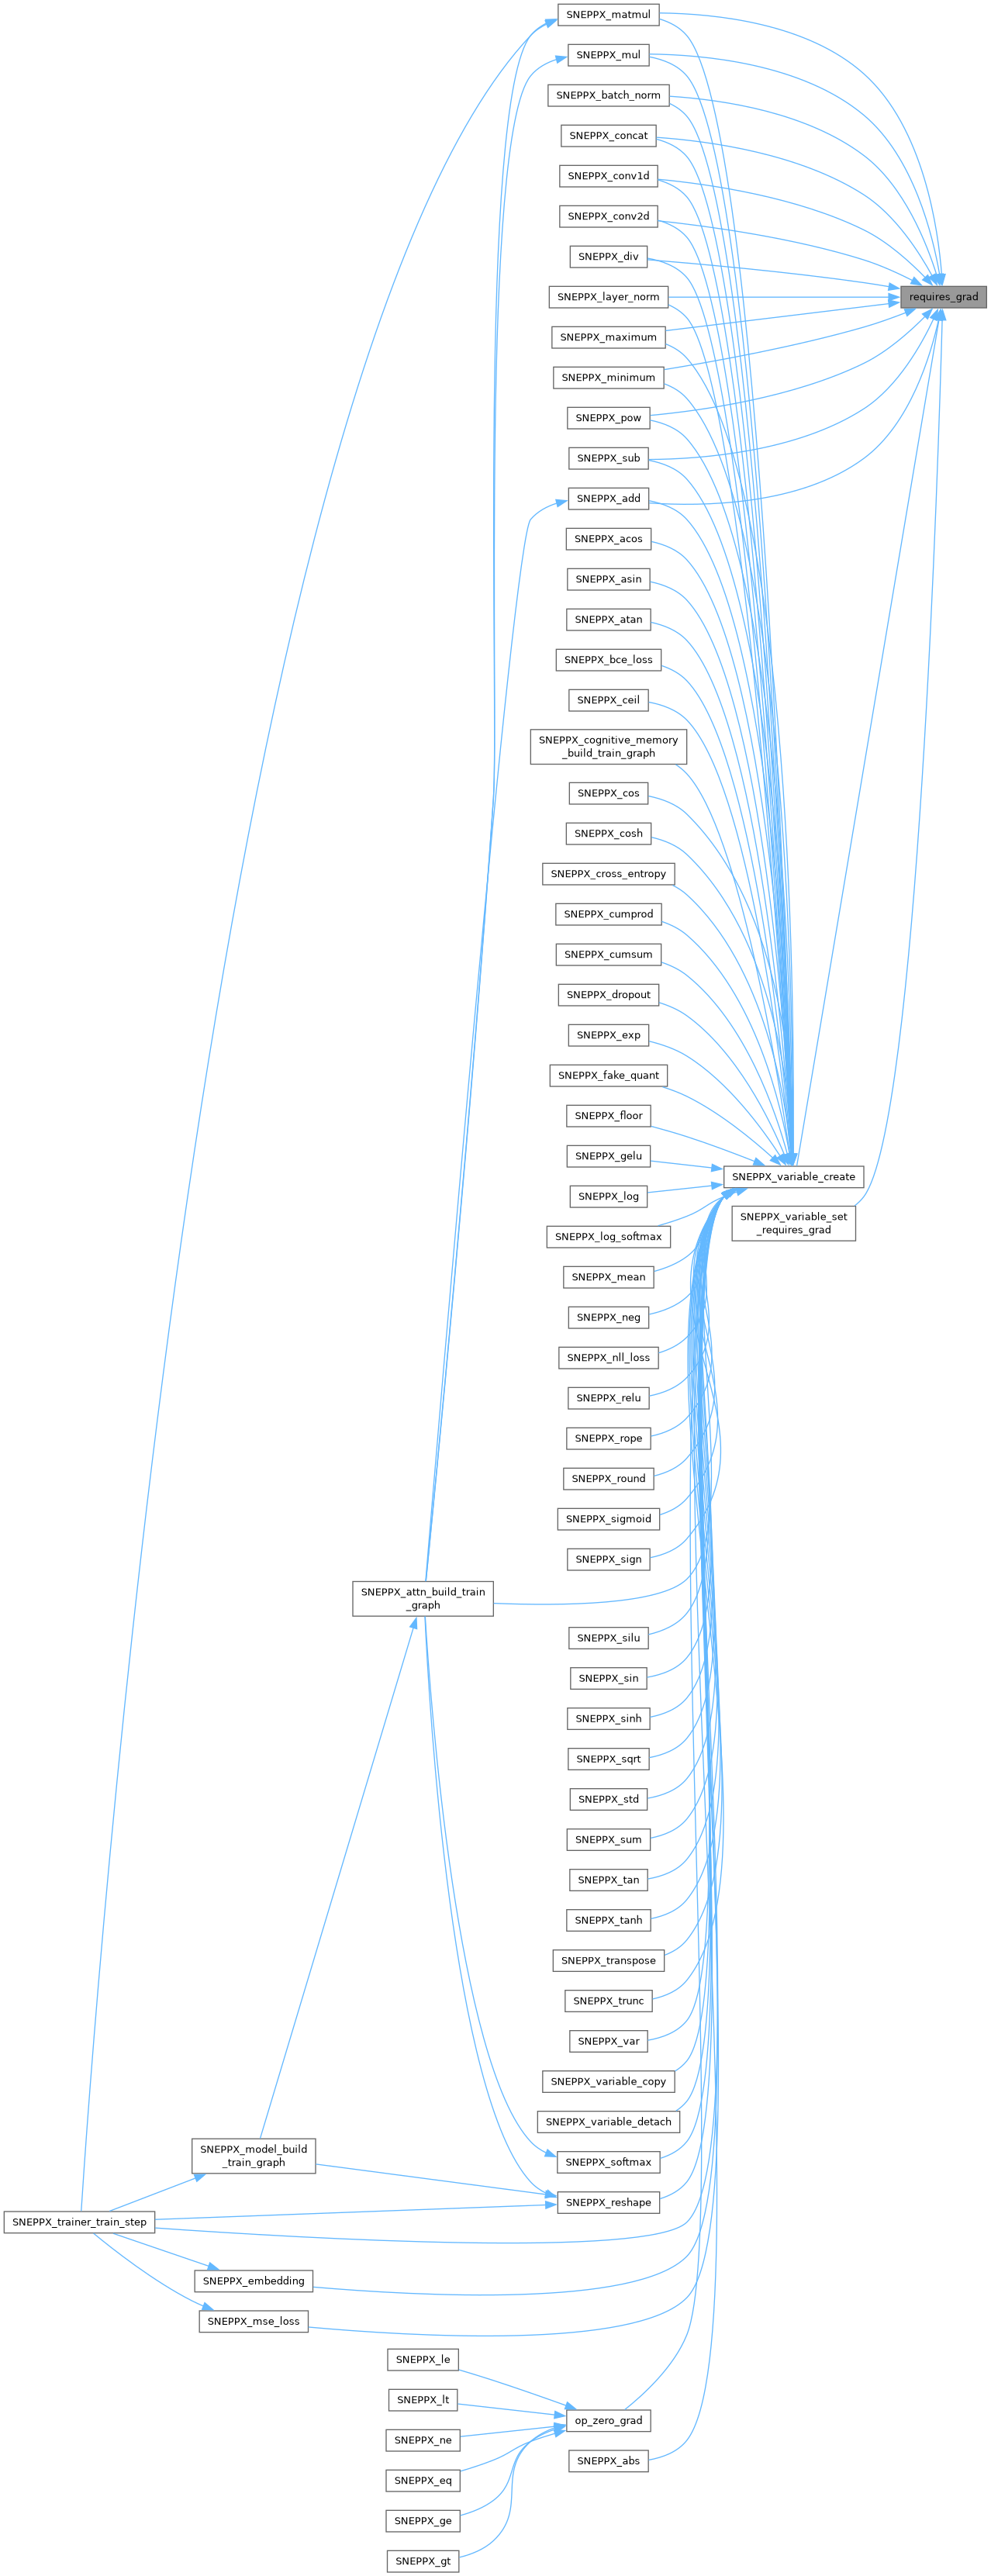 SNEPPX_matmul
SNEPPX_mul
SNEPPX_batch_norm
SNEPPX_concat
SNEPPX_conv1d
SNEPPX_conv2d
SNEPPX_div
SNEPPX_layer_norm
requires_grad
SNEPPX_maximum
SNEPPX_minimum
SNEPPX_pow
SNEPPX_sub
SNEPPX_add
SNEPPX_acos
SNEPPX_asin
SNEPPX_atan
SNEPPX_bce_loss
SNEPPX_ceil
SNEPPX_cognitive_memory
_build_train_graph
SNEPPX_cos
SNEPPX_cosh
SNEPPX_cross_entropy
SNEPPX_cumprod
SNEPPX_cumsum
SNEPPX_dropout
SNEPPX_exp
SNEPPX_fake_quant
SNEPPX_floor
SNEPPX_gelu
SNEPPX_variable_create
SNEPPX_log
SNEPPX_variable_set
_requires_grad
SNEPPX_log_softmax
SNEPPX_mean
SNEPPX_neg
SNEPPX_nll_loss
SNEPPX_relu
SNEPPX_rope
SNEPPX_round
SNEPPX_sigmoid
SNEPPX_sign
SNEPPX_attn_build_train
_graph
SNEPPX_silu
SNEPPX_sin
SNEPPX_sinh
SNEPPX_sqrt
SNEPPX_std
SNEPPX_sum
SNEPPX_tan
SNEPPX_tanh
SNEPPX_transpose
SNEPPX_trunc
SNEPPX_var
SNEPPX_variable_copy
SNEPPX_variable_detach
SNEPPX_model_build
_train_graph
SNEPPX_softmax
SNEPPX_reshape
SNEPPX_trainer_train_step
SNEPPX_embedding
SNEPPX_mse_loss
SNEPPX_le
SNEPPX_lt
op_zero_grad
SNEPPX_ne
SNEPPX_abs
SNEPPX_eq
SNEPPX_ge
SNEPPX_gt